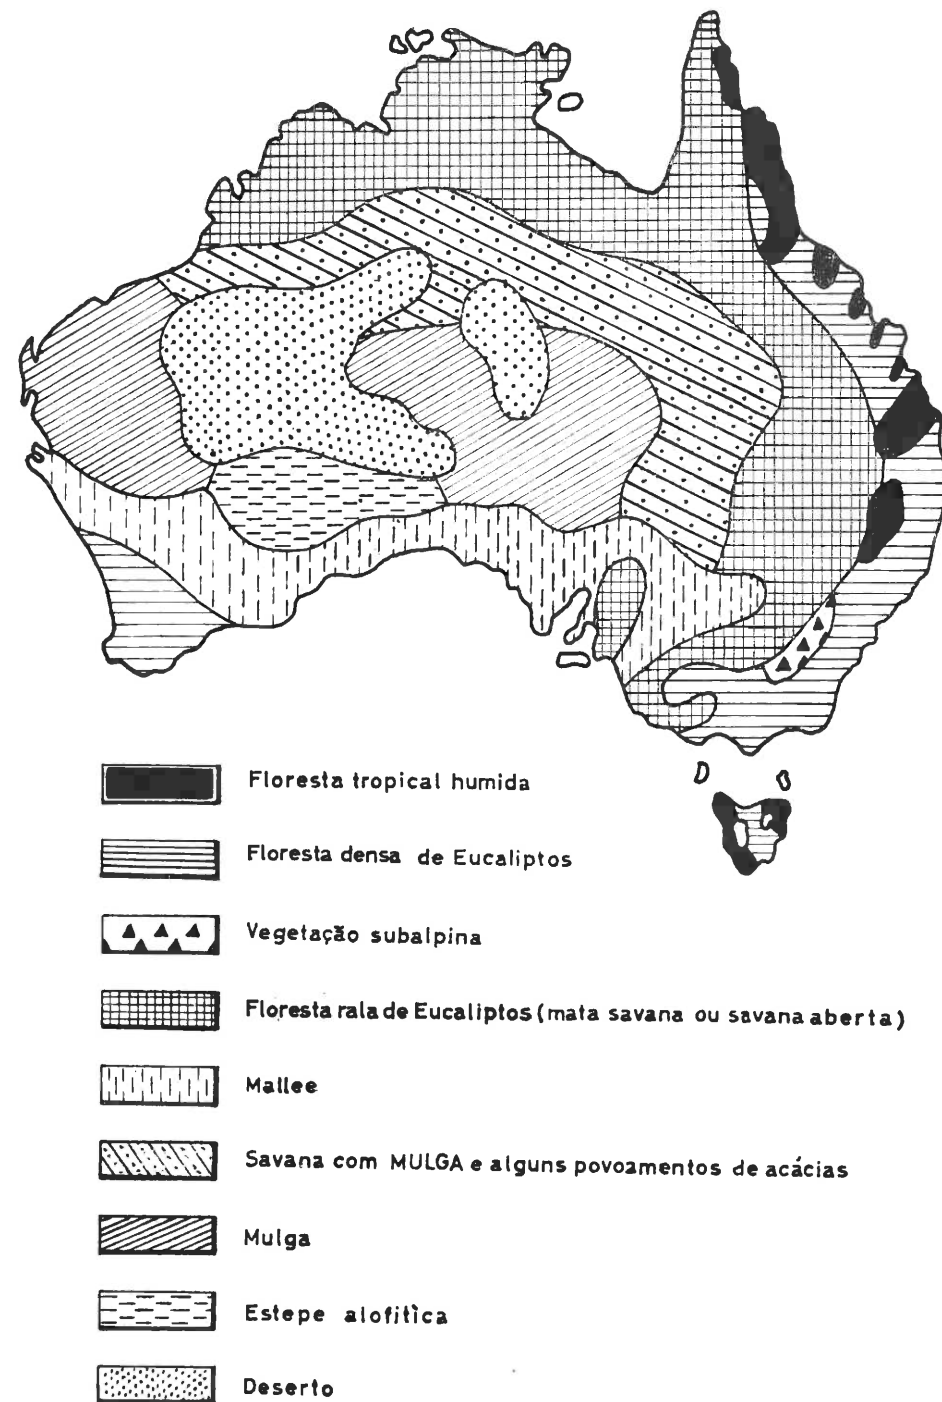 Floresta tropical humida
Floresta densa de Eucaliptos
Vegetação subalpina
Floresta rala de Eucaliptos (mata savana ou savana aberta)
Mallee
Savana com MULGA e alguns povoamentos de acácias
Mulga
Estepe alofitica
Deserto